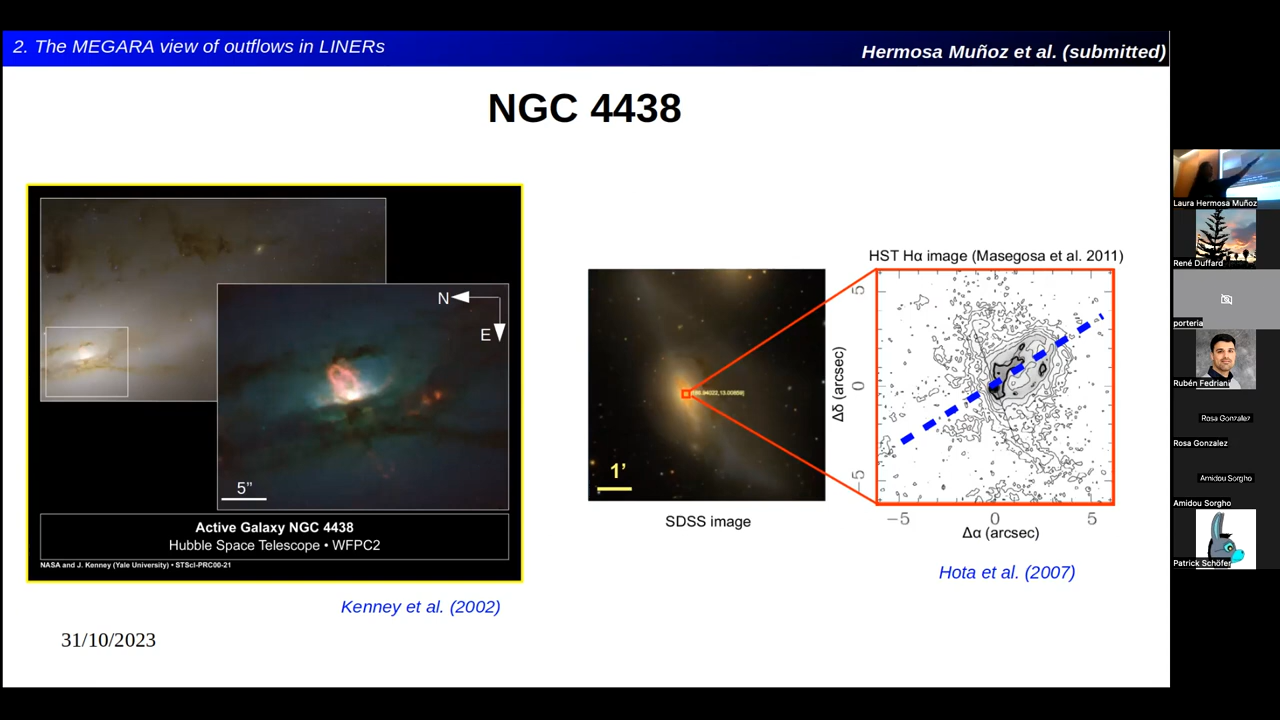 2. The MEGARA view of outflows in LINERs
Hermosa Muñoz et al. (submitted)
NGC 4438
N
E
5”
Active Galaxy NGC 4438
Hubble Space Telescope • WFPC2
NASA and J. Kenney (Yale University) • STScI-PRC00-21
Kenney et al. (2002)
31/10/2023
1’
SDSS image
HST Hα image (Masegosa et al. 2011)
Δδ (arcsec)
5
0
−5
−5 0 5
Δα (arcsec)
Hota et al. (2007)
Laura Hermosa Muñoz
René Duffard
porteria
Rubén Fedriani
Rosa Gonzalez
Rosa Gonzalez
Amidou Sorgho
Amidou Sorgho
Patrick Schöfer